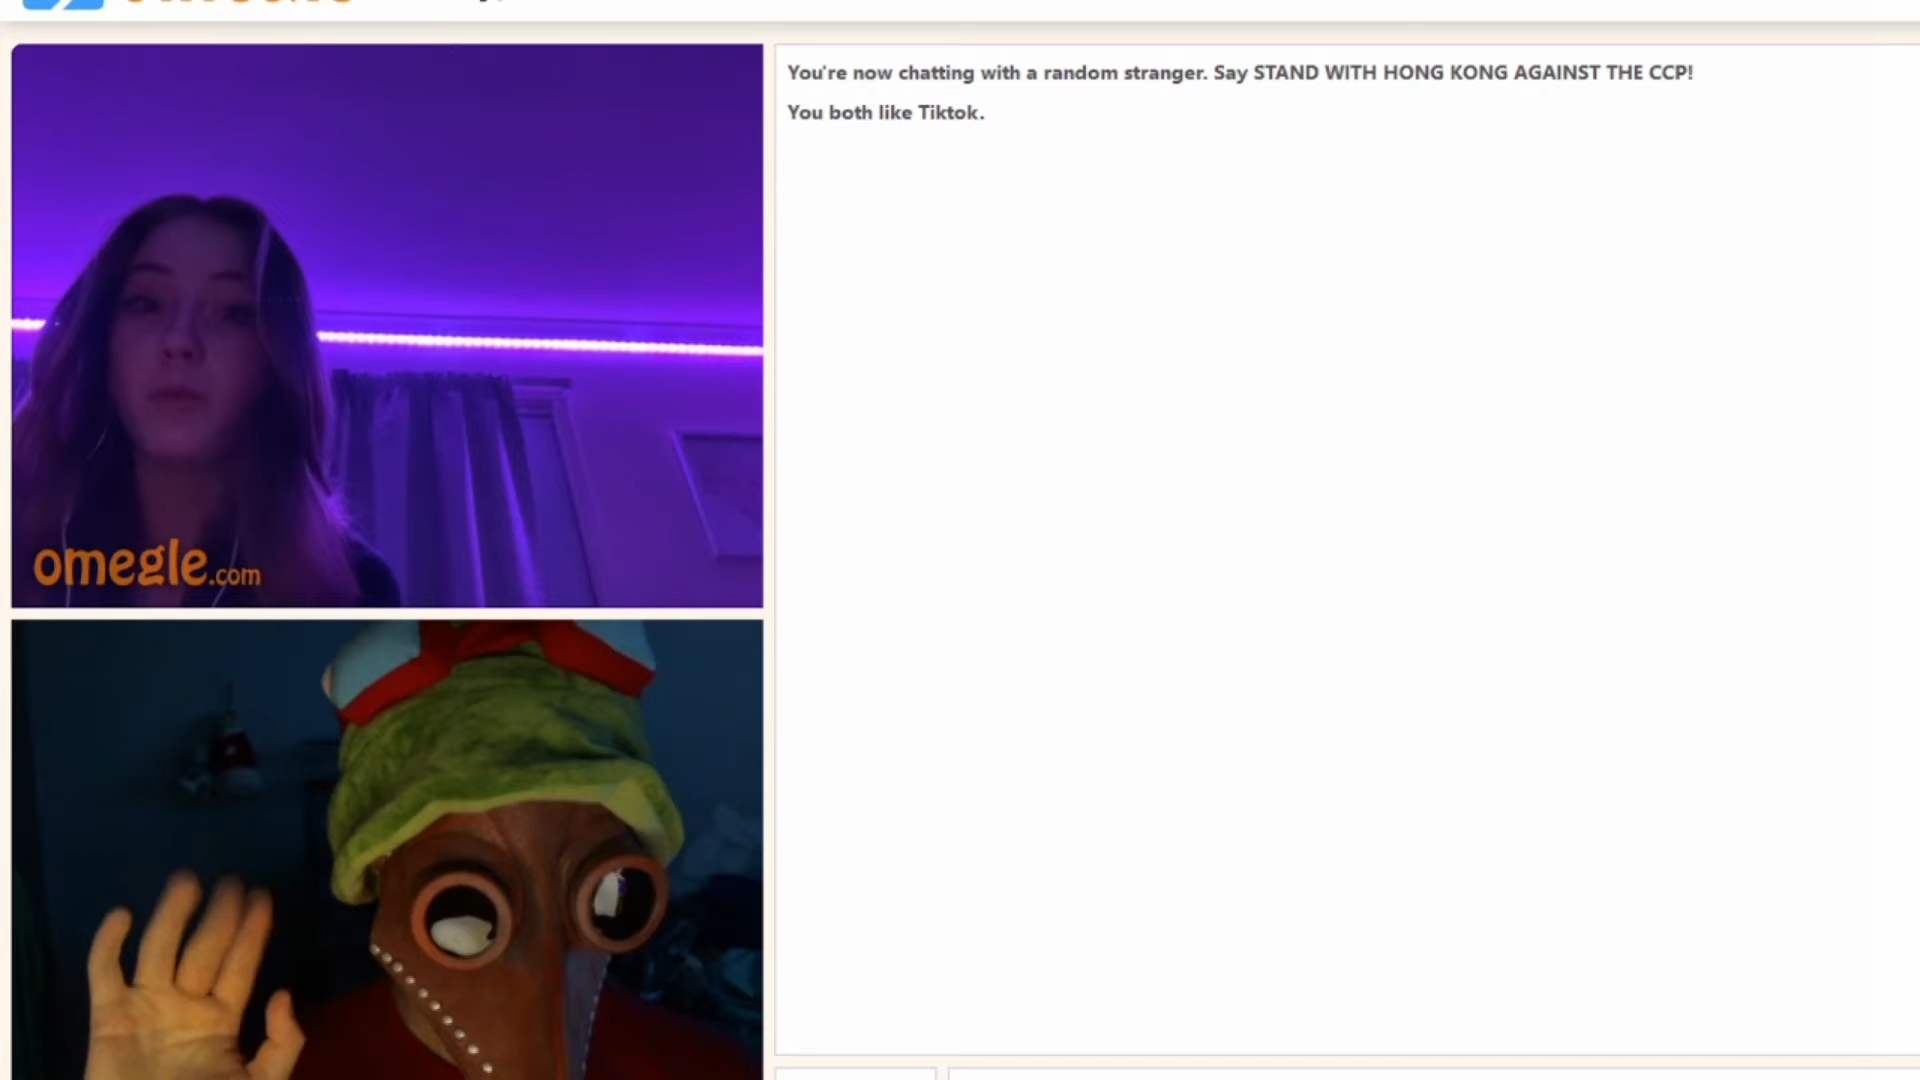 You're now chatting with a random stranger. Say STAND WITH HONG KONG AGAINST THE CCP!
You both like Tiktok.
omegle.com